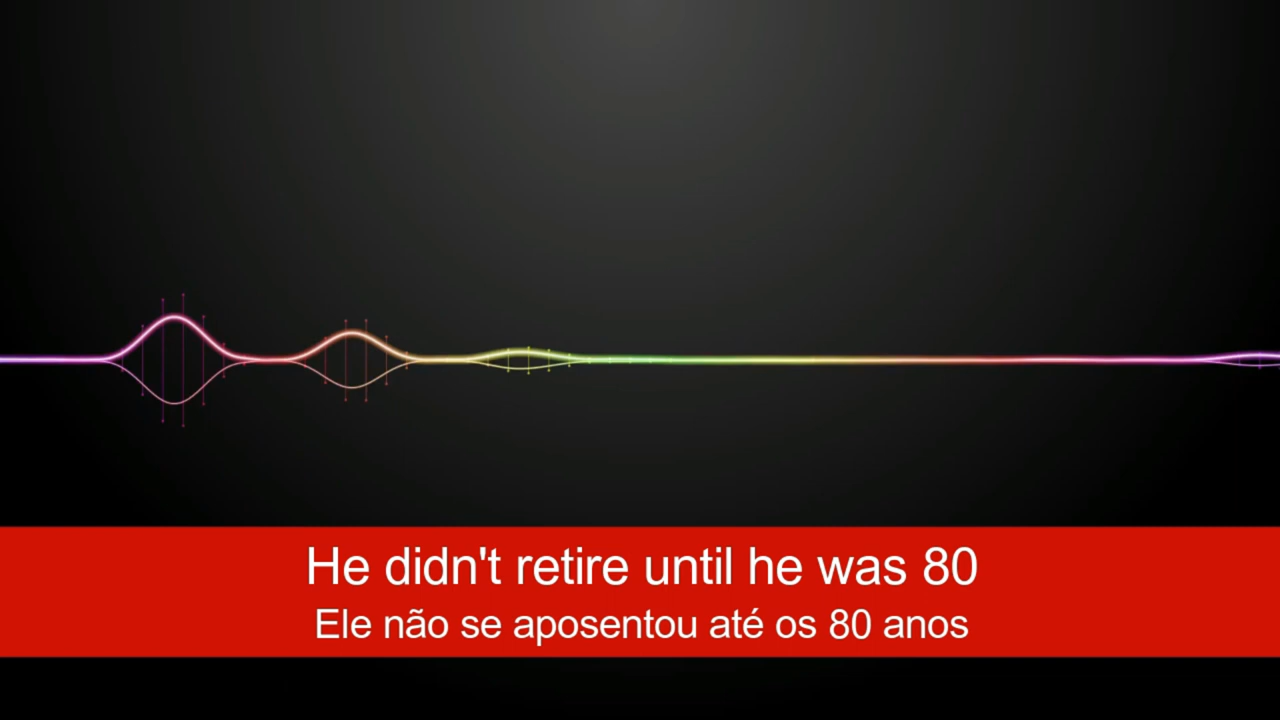 He didn't retire until he was 80
Ele não se aposentou até os 80 anos